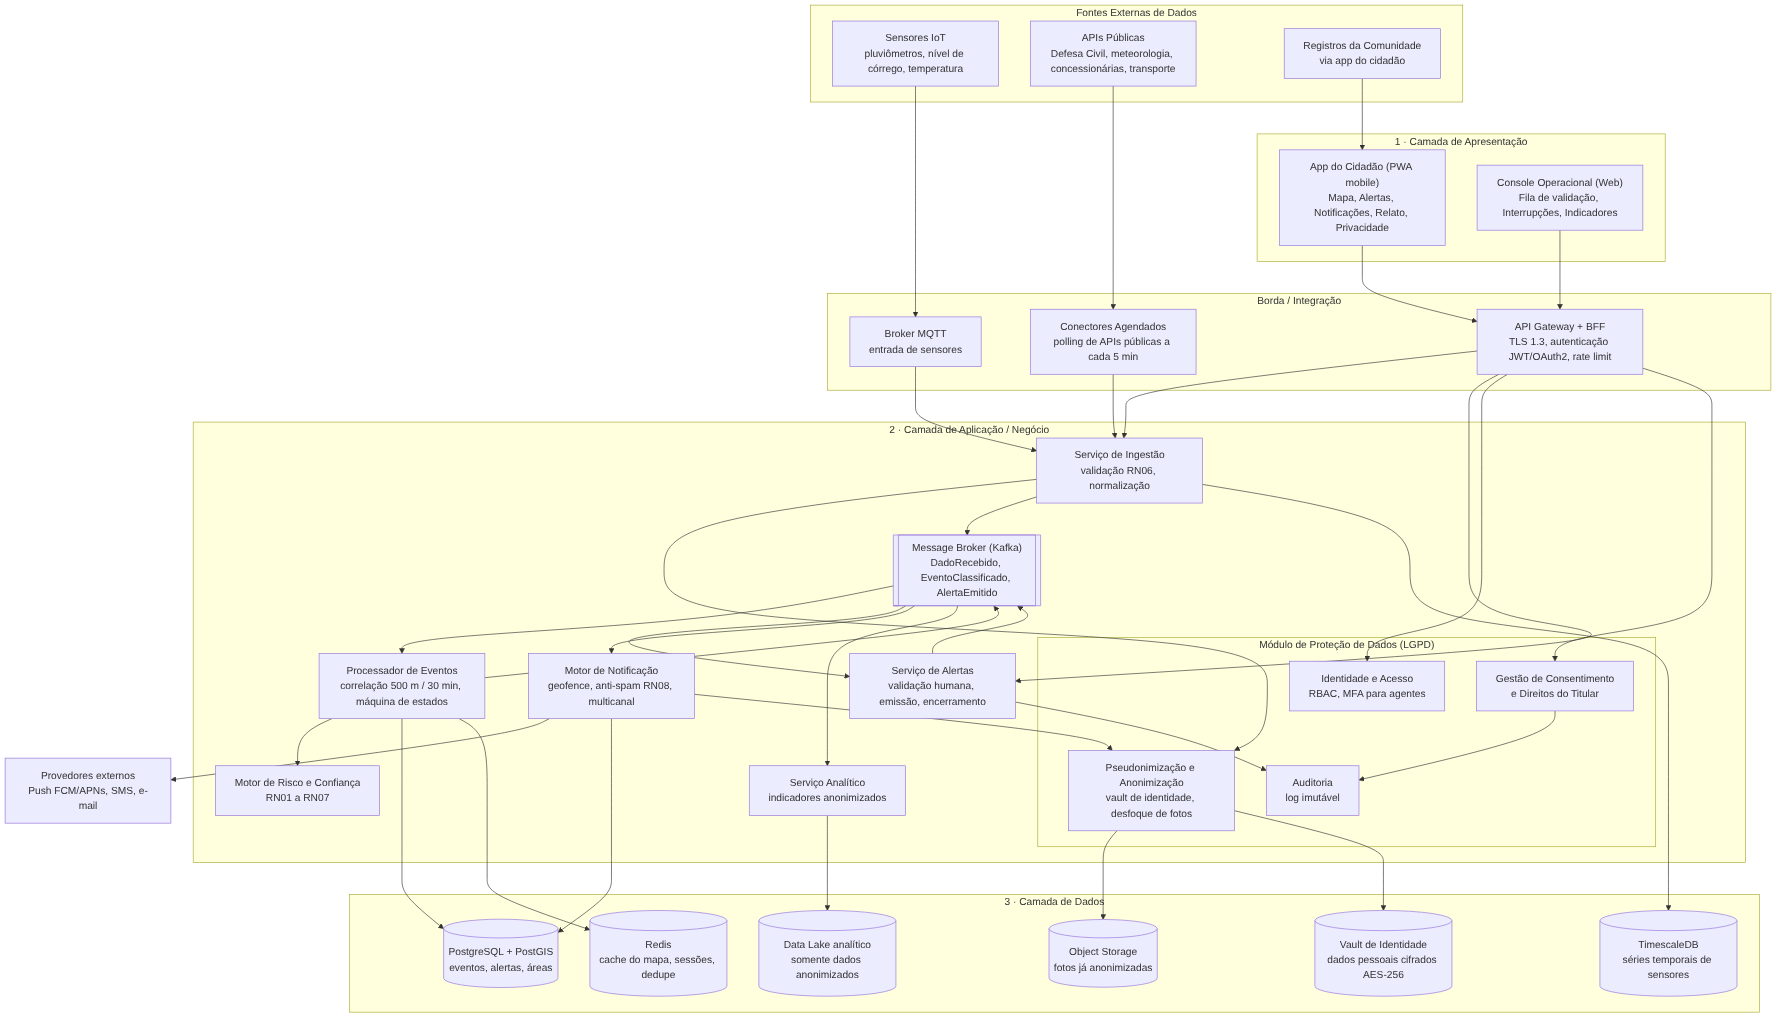 Fontes Externas de Dados
Sensores IoT
pluviômetros, nível de
córrego, temperatura
APIs Públicas
Defesa Civil, meteorologia,
concessionárias, transporte
Registros da Comunidade
via app do cidadão
1 · Camada de Apresentação
App do Cidadão (PWA
mobile)
Mapa, Alertas,
Notificações, Relato,
Privacidade
Console Operacional (Web)
Fila de validação,
Interrupções, Indicadores
Borda / Integração
Broker MQTT
entrada de sensores
Conectores Agendados
polling de APIs públicas a
cada 5 min
API Gateway + BFF
TLS 1.3, autenticação
JWT/OAuth2, rate limit
2 · Camada de Aplicação / Negócio
Serviço de Ingestão
validação RN06,
normalização
Message Broker (Kafka)
DadoRecebido,
EventoClassificado,
AlertaEmitido
Módulo de Proteção de Dados (LGPD)
Processador de Eventos
correlação 500 m / 30 min,
máquina de estados
Motor de Notificação
geofence, anti-spam RN08,
multicanal
Serviço de Alertas
validação humana,
emissão, encerramento
Identidade e Acesso
RBAC, MFA para agentes
Gestão de Consentimento
e Direitos do Titular
Provedores externos
Push FCM/APNs, SMS, e-
mail
Motor de Risco e Confiança
RN01 a RN07
Serviço Analítico
indicadores anonimizados
Pseudonimização e
Anonimização
vault de identidade,
desfoque de fotos
Auditoria
log imutável
3 · Camada de Dados
PostgreSQL + PostGIS
eventos, alertas, áreas
Redis
cache do mapa, sessões,
dedupe
Data Lake analítico
somente dados
anonimizados
Object Storage
fotos já anonimizadas
Vault de Identidade
dados pessoais cifrados
AES-256
TimescaleDB
séries temporais de
sensores